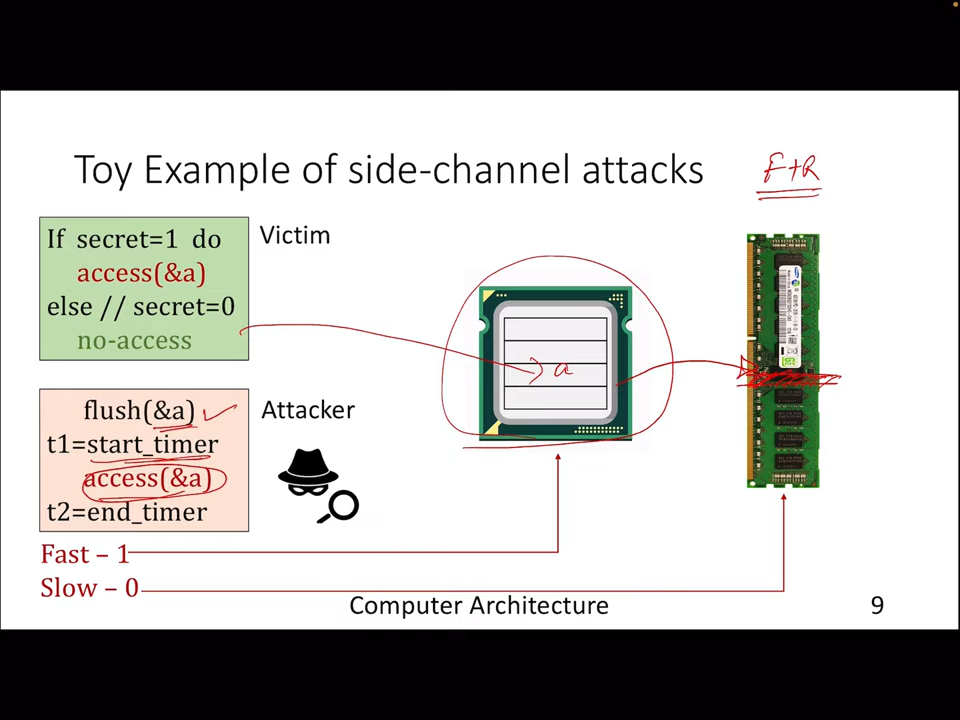 Toy Example of side-channel attacks
F+R
If secret=1 do
access(&a)
else // secret=0
no-access
Victim
a
flush(&a)
t1=start_timer
access(&a)
t2=end_timer
Attacker
Fast – 1
Slow – 0
Computer Architecture
9